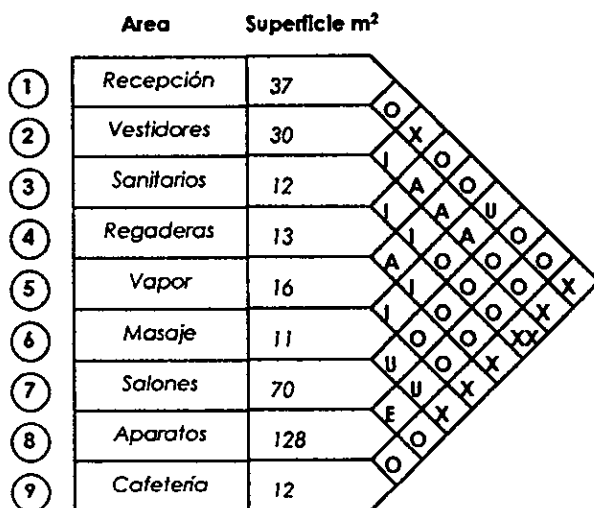 Area Superficie m²
1 Recepción 37
O
2 Vestidores 30 X
I O
3 Sanitarios 12 A O
I A U
4 Regaderas 13 I A O
A O O O
5 Vapor 16 I O O X
I O O X
6 Masaje 11 O O XX
U O X
7 Salones 70 U X
E X
8 Aparatos 128 O
O
9 Cafetería 12